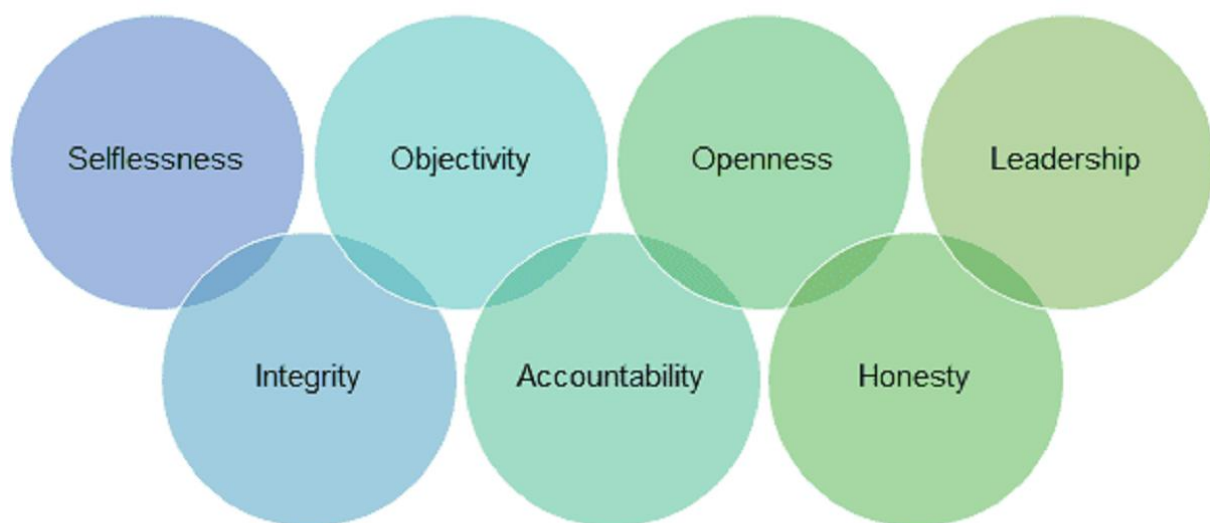 Selflessness
Objectivity
Openness
Leadership
Integrity
Accountability
Honesty